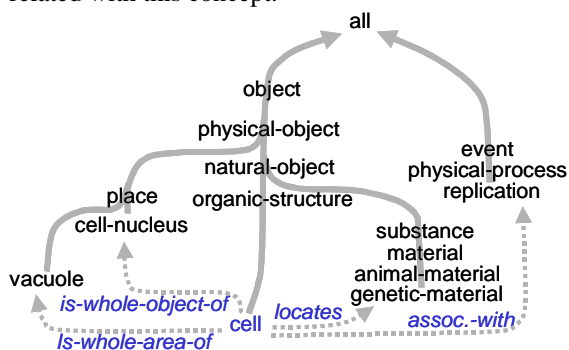 related with this concept.
all
object
physical-object
natural-object
organic-structure
event
physical-process
replication
place
cell-nucleus
substance
material
animal-material
genetic-material
vacuole
is-whole-object-of
cell
locates
assoc.-with
Is-whole-area-of